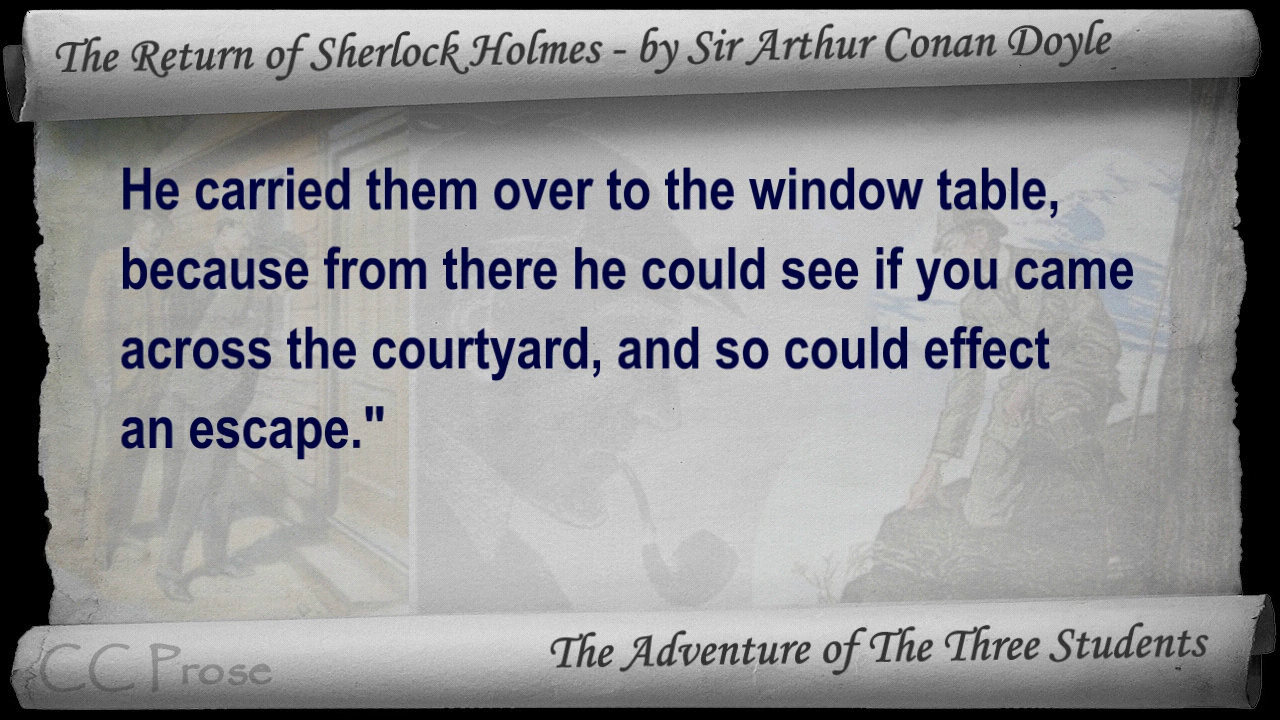 The Return of Sherlock Holmes - by Sir Arthur Conan Doyle
He carried them over to the window table,
because from there he could see if you came
across the courtyard, and so could effect
an escape."
The Adventure of The Three Students
CC Prose